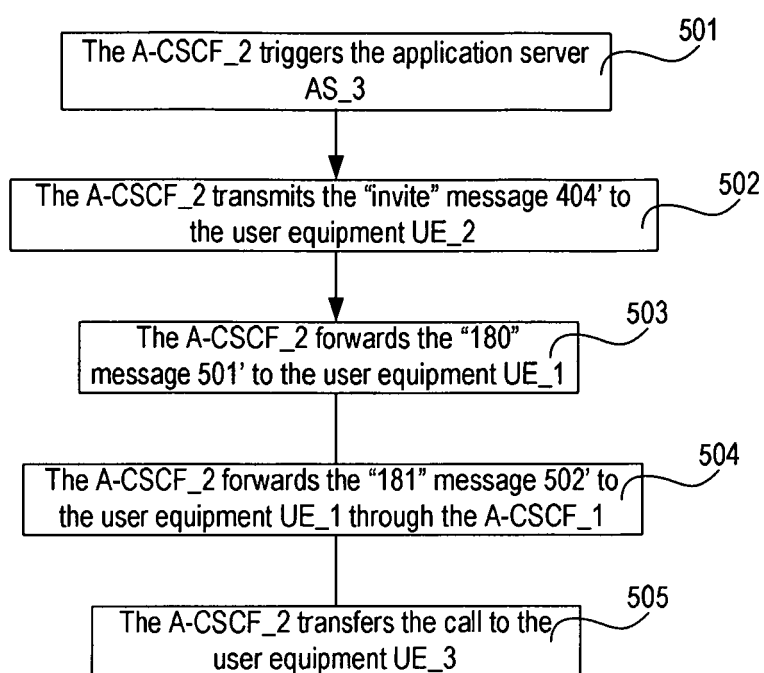 The A-CSCF_2 triggers the application server
AS_3
501
The A-CSCF_2 transmits the “invite” message 404’ to
the user equipment UE_2
502
The A-CSCF_2 forwards the “180”
message 501’ to the user equipment UE_1
503
The A-CSCF_2 forwards the “181” message 502’ to
the user equipment UE_1 through the A-CSCF_1
504
The A-CSCF_2 transfers the call to the
user equipment UE_3
505